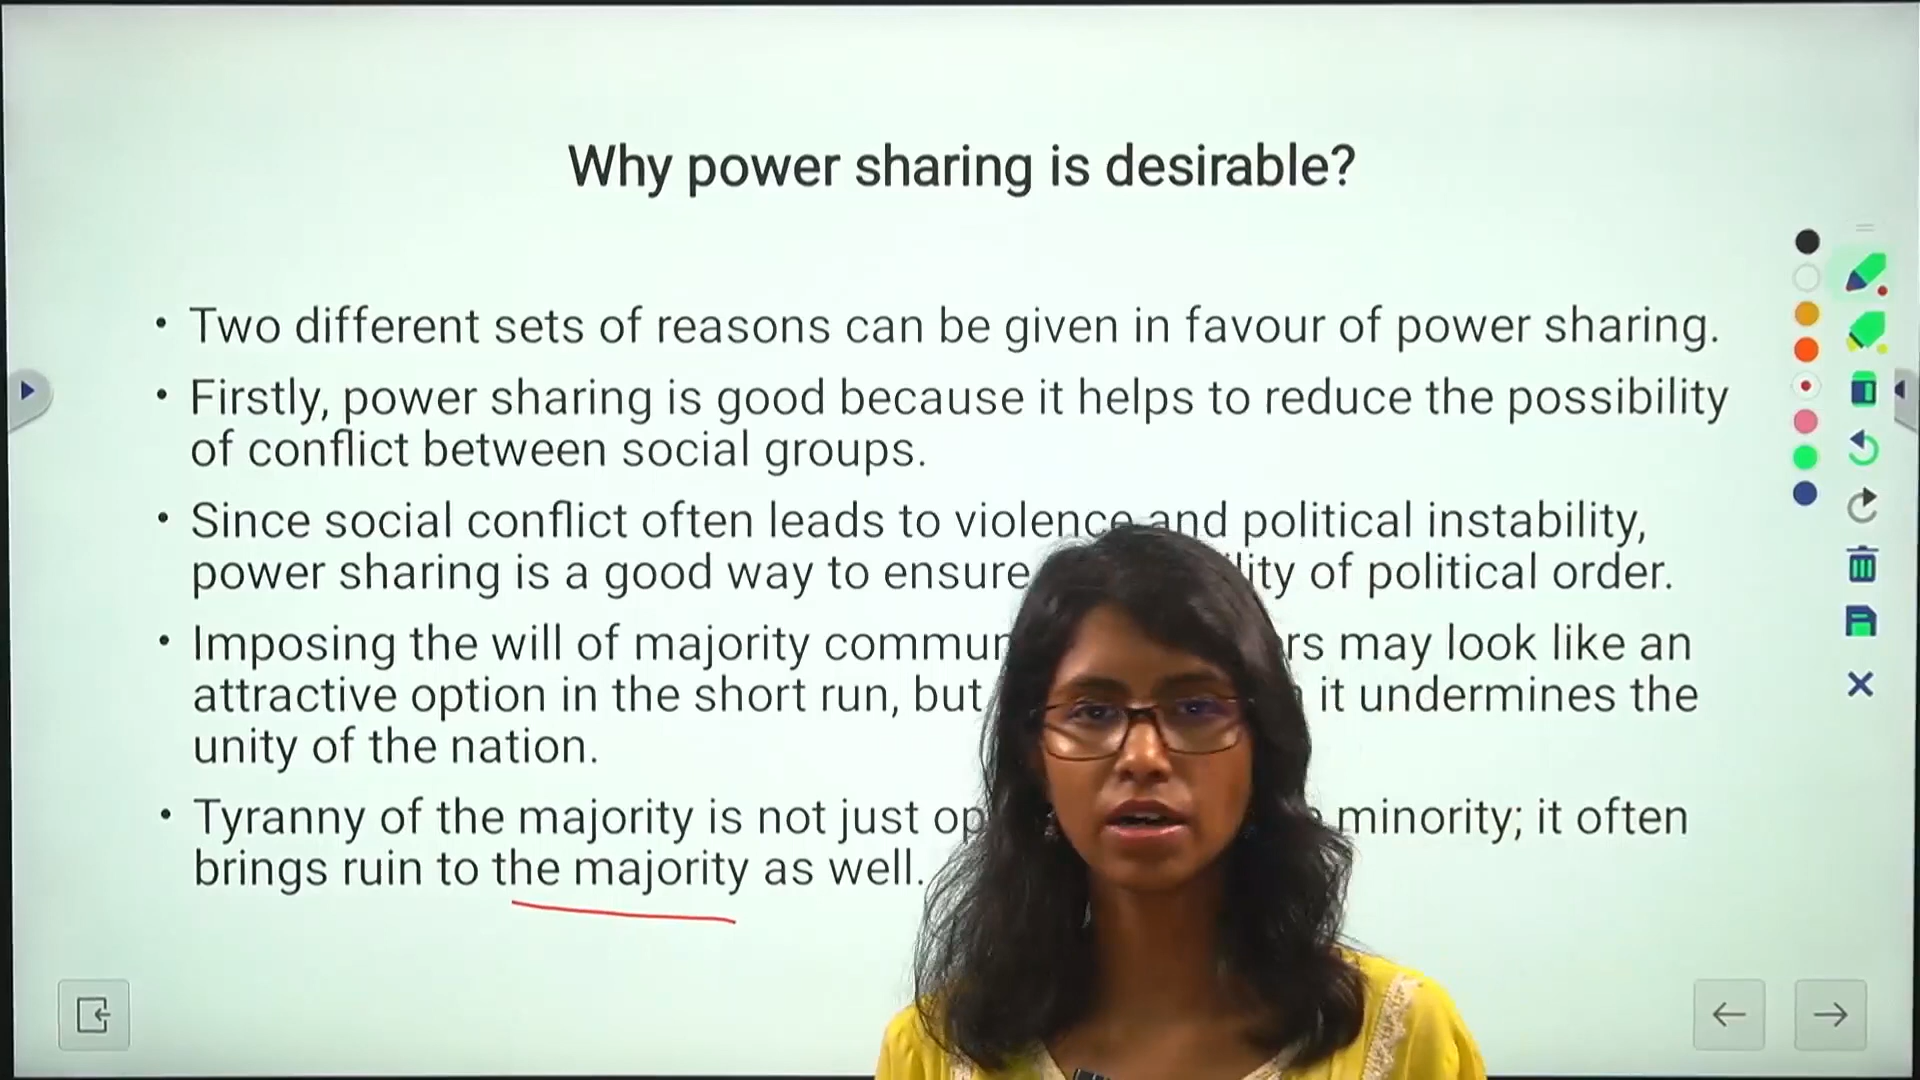 Why power sharing is desirable?
• Two different sets of reasons can be given in favour of power sharing.
• Firstly, power sharing is good because it helps to reduce the possibility
of conflict between social groups.
• Since social conflict often leads to violence and political instability,
power sharing is a good way to ensure of political order.
• Imposing the will of majority may look like an
attractive option in the short run, but it undermines the
unity of the nation.
• Tyranny of the majority is not just minority; it often
brings ruin to the majority as well.